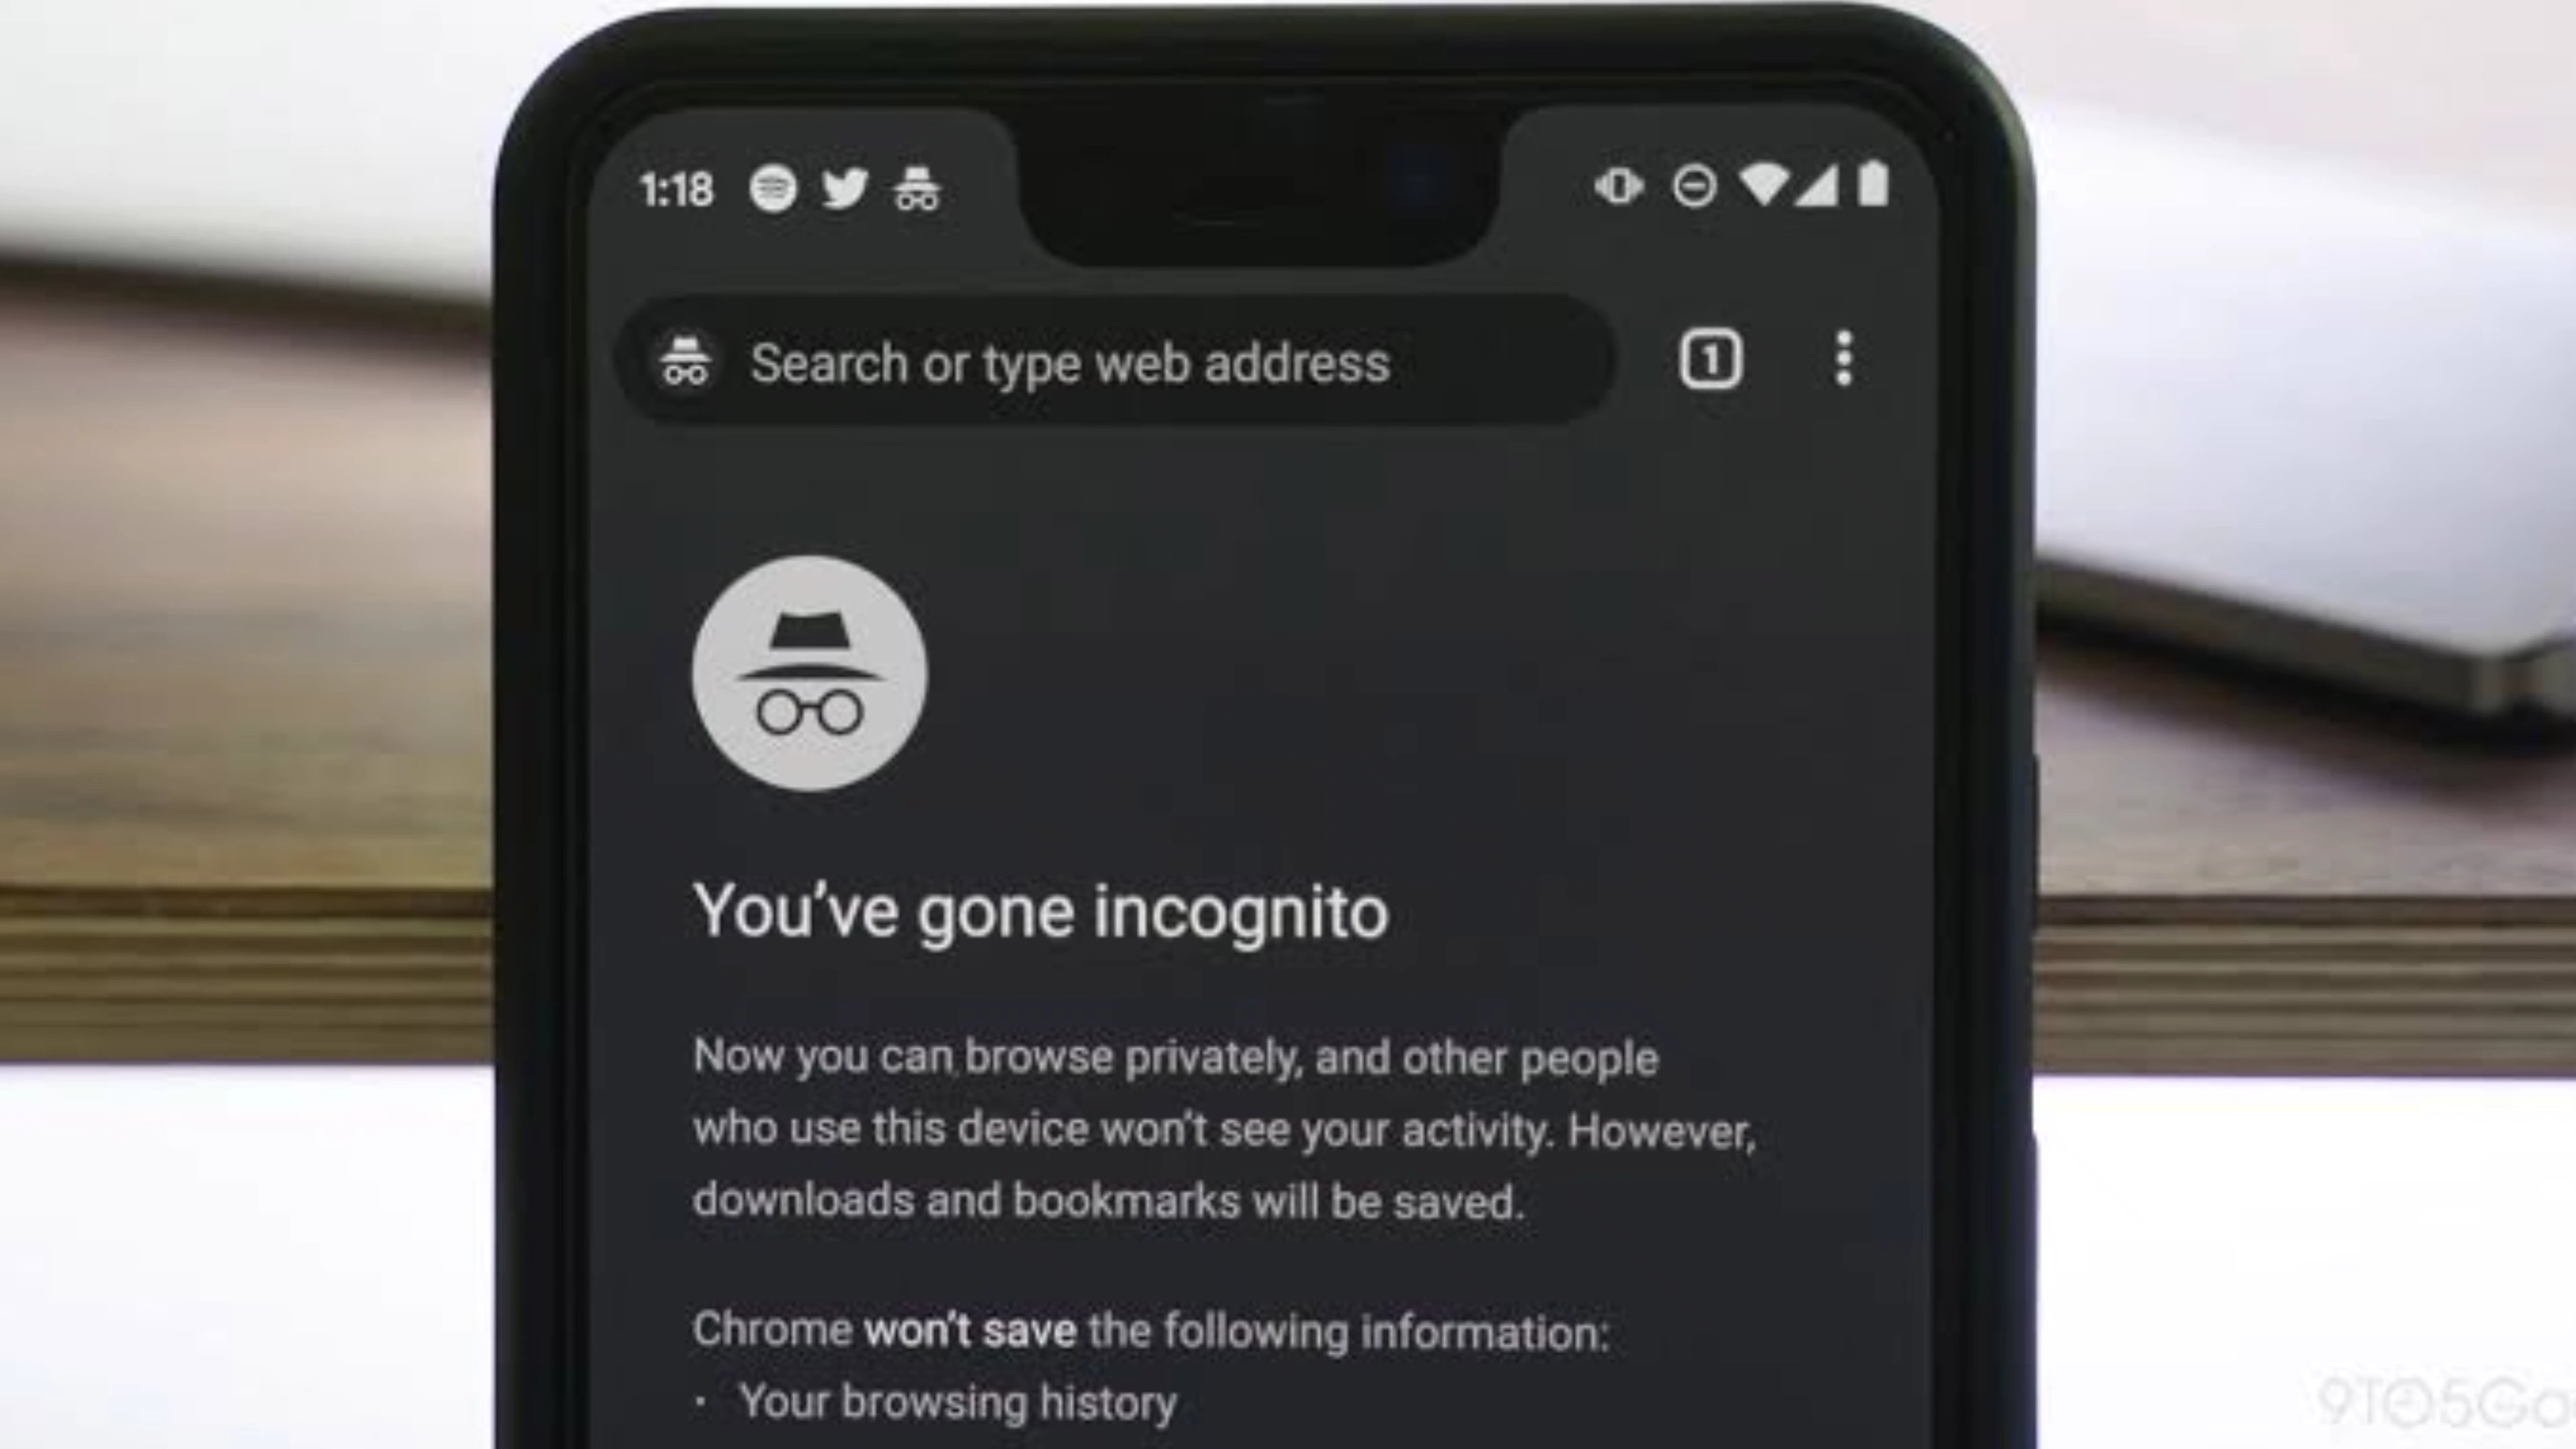 1:18
Search or type web address
1
You've gone incognito
Now you can browse privately, and other people
who use this device won't see your activity. However,
downloads and bookmarks will be saved.
Chrome won't save the following information:
· Your browsing history
9TO5Goo